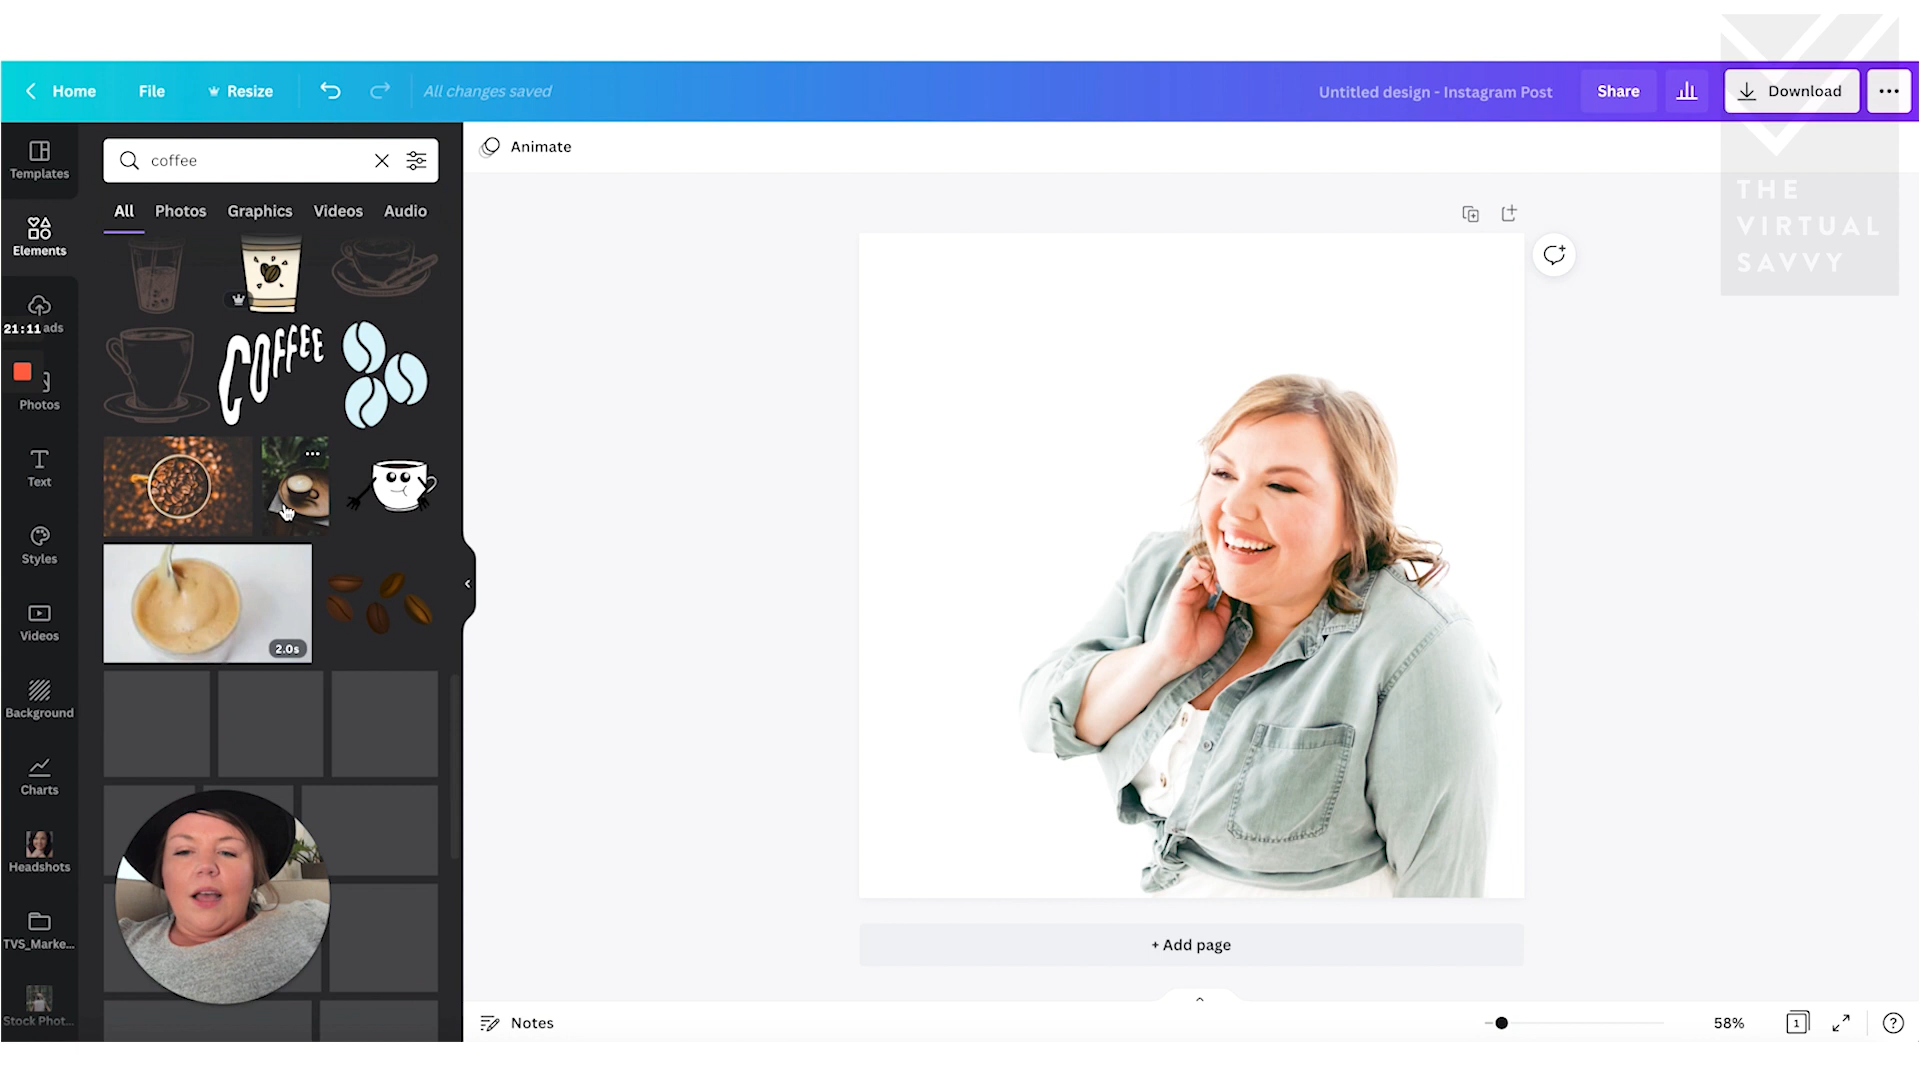 Home
File
Resize
All changes saved
Untitled design - Instagram Post
Share
Download
THE
VIRTUAL
SAVVY
Templates
Elements
21:11 ads
Photos
Text
Styles
Videos
Background
Charts
Headshots
TVS_Marke...
Stock Phot...
coffee
All
Photos
Graphics
Videos
Audio
COFFEE
2.0s
Animate
+ Add page
Notes
58%
1
?